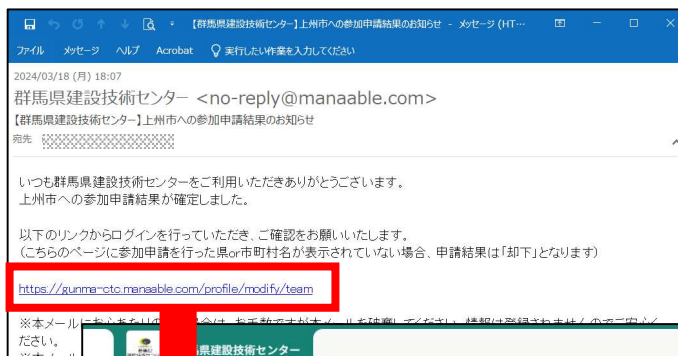 【群馬県建設技術センター】上州市への参加申請結果のお知らせ - メッセージ (HT…
ファイル メッセージ ヘルプ Acrobat 実行したい作業を入力してください
2024/03/18 (月) 18:07
群馬県建設技術センター <no-reply@manaable.com>
【群馬県建設技術センター】上州市への参加申請結果のお知らせ
宛先
いつも群馬県建設技術センターをご利用いただきありがとうございます。
上州市への参加申請結果が確定しました。
以下のリンクからログインを行っていただき、ご確認をお願いいたします。
(こちらのページに参加申請を行った県or市町村名が表示されていない場合、申請結果は「却下」となります)
https://gunma-ctc.manaable.com/profile/modify/team
※本メールに
ださい。
県建設技術センター
※本メール